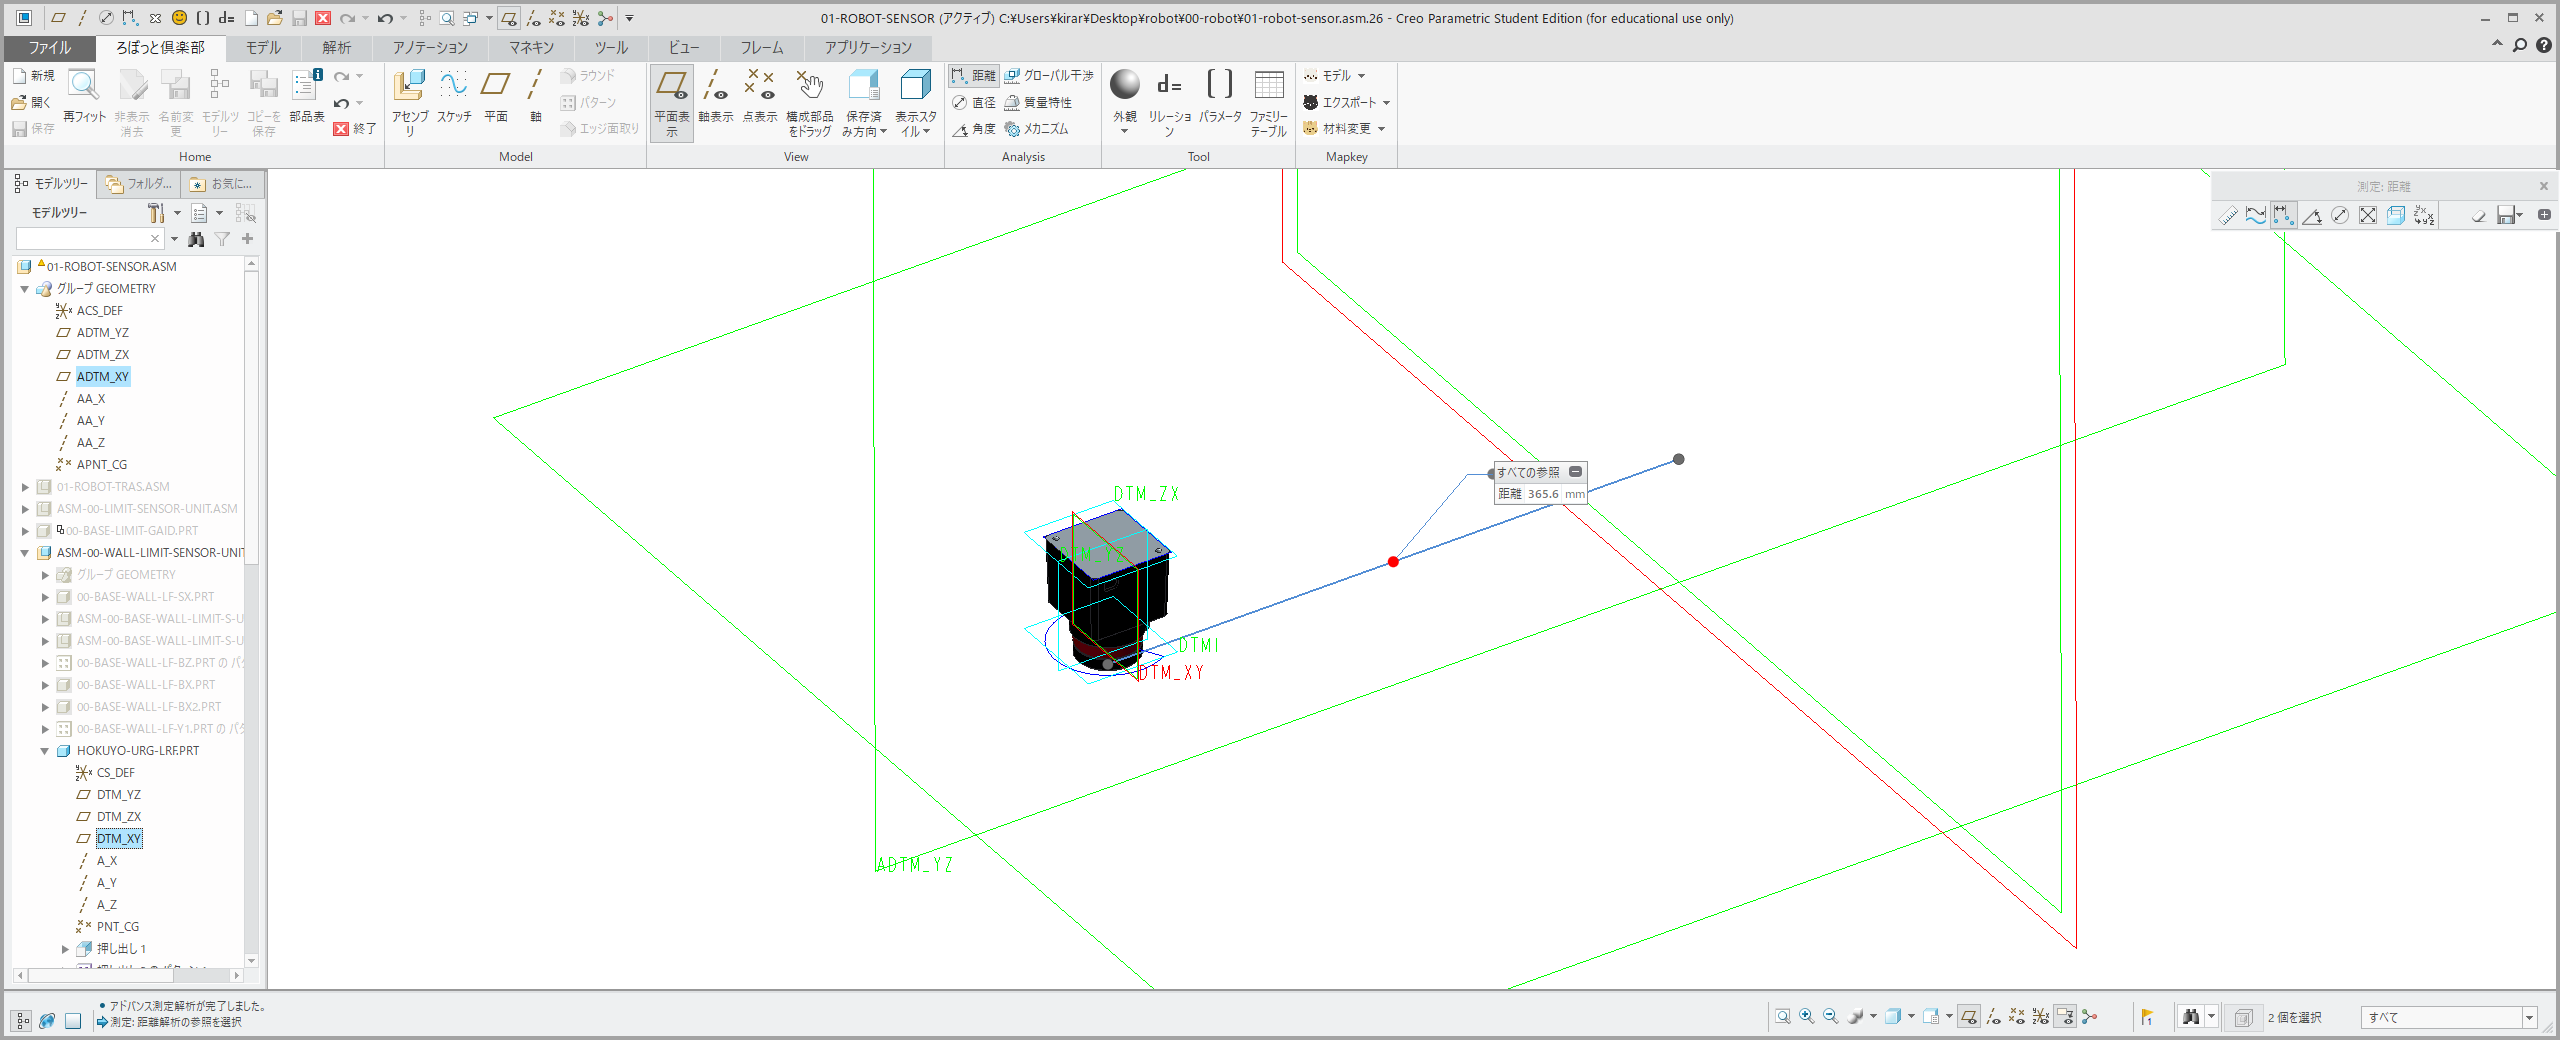 01-ROBOT-SENSOR (アクティブ) C:¥Users¥kirar¥Desktop¥robot¥00-robot¥01-robot-sensor.asm.26 - Creo Parametric Student Edition (for educational use only)
ファイル ろぼっと倶楽部 モデル 解析 アノテーション マネキン ツール ビュー フレーム アプリケーション
新規 開く 保存
再フィット
非表示
消去
名前変
更
モデルツ
リー
コピーを
保存
部品表
終了
アセンブ
リ
スケッチ
平面
軸
ラウンド
パターン
エッジ面取り
平面表
示
軸表示
点表示
構成部品
をドラッグ
保存済
み方向
表示スタ
イル
距離 グローバル干渉
直径 質量特性
角度 メカニズム
外観
d=
リレーショ
ン
パラメータ
ファミリー
テーブル
モデル
エクスポート
材料変更
Home Model View Analysis Tool Mapkey
モデルツリー フォルダ... お気に...
モデルツリー
01-ROBOT-SENSOR.ASM
グループ GEOMETRY
ACS_DEF
ADTM_YZ
ADTM_ZX
ADTM_XY
AA_X
AA_Y
AA_Z
APNT_CG
01-ROBOT-TRAS.ASM
ASM-00-LIMIT-SENSOR-UNIT.ASM
00-BASE-LIMIT-GAID.PRT
ASM-00-WALL-LIMIT-SENSOR-UNIT
グループ GEOMETRY
00-BASE-WALL-LF-SX.PRT
ASM-00-BASE-WALL-LIMIT-S-U
ASM-00-BASE-WALL-LIMIT-S-U
00-BASE-WALL-LF-BZ.PRT の パ
00-BASE-WALL-LF-BX.PRT
00-BASE-WALL-LF-BX2.PRT
00-BASE-WALL-LF-Y1.PRT の パ
HOKUYO-URG-LRF.PRT
CS_DEF
DTM_YZ
DTM_ZX
DTM_XY
A_X
A_Y
A_Z
PNT_CG
押し出し 1
測定: 距離
すべての参照
距離 365.6 mm
DTM_ZX
DTM1
DTM_XY
ADTM_YZ
アドバンス測定解析が完了しました。
測定: 距離解析の参照を選択
2 個を選択
すべて